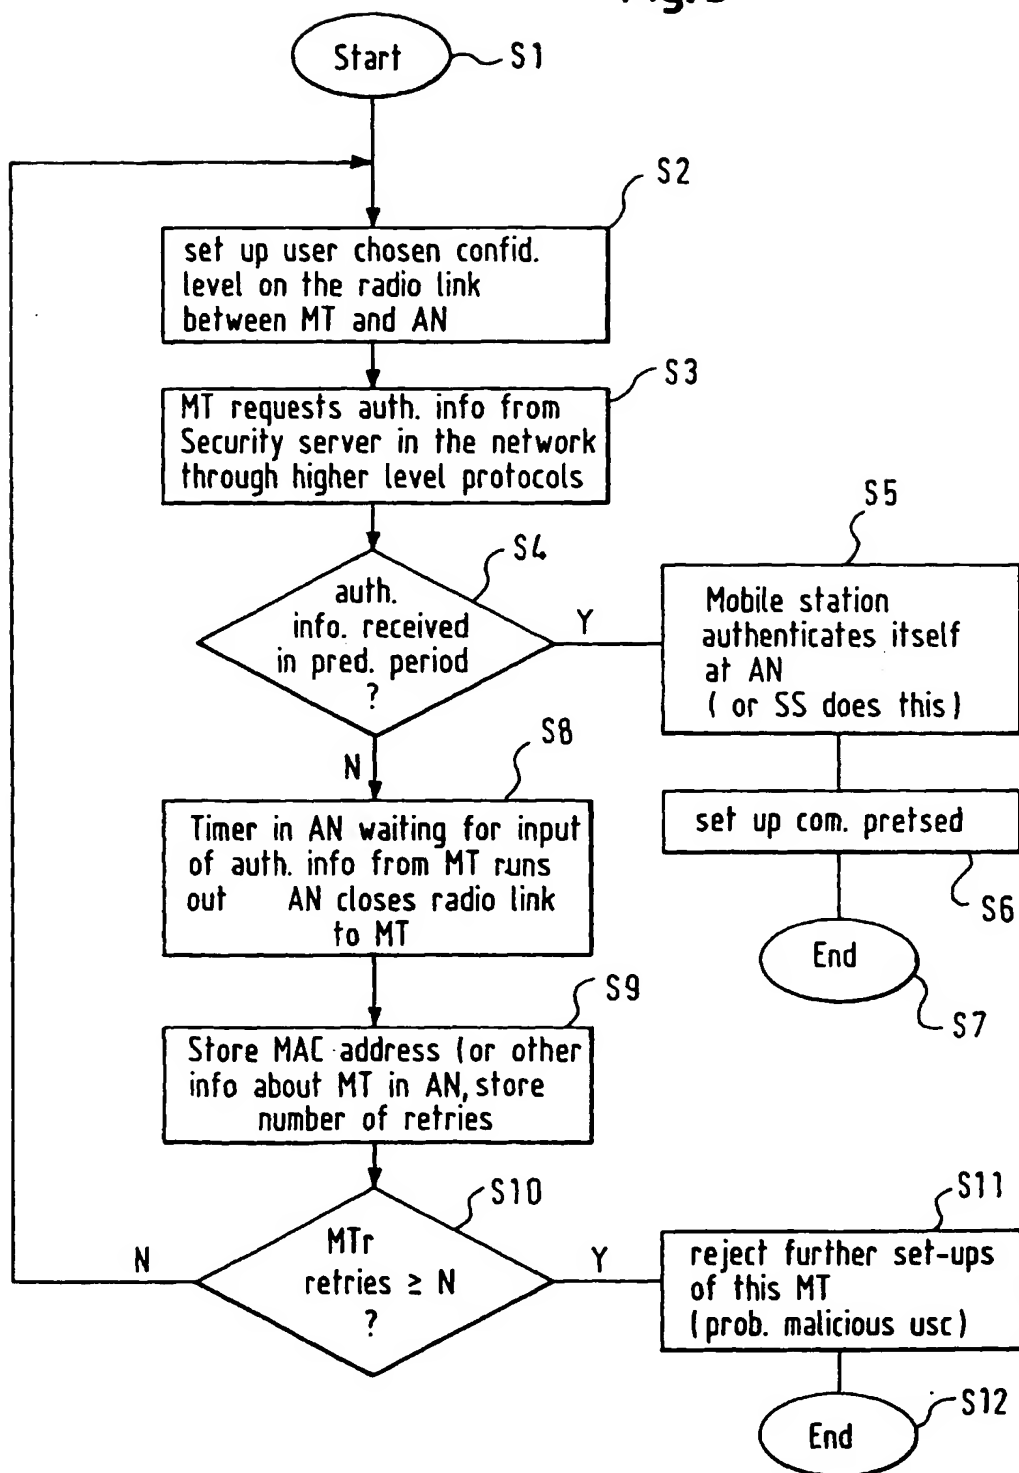 Start
S1
S2
set up user chosen confid.
level on the radio link
between MT and AN
S3
MT requests auth. info from
Security server in the network
through higher level protocols
S4
auth.
info. received
in pred. period
?
Y
N
S5
Mobile station
authenticates itself
at AN
( or SS does this)
set up com. pretsed
S6
End
S7
S8
Timer in AN waiting for input
of auth. info from MT runs
out AN closes radio link
to MT
S9
Store MAC address (or other
info about MT in AN, store
number of retries
S10
MTr
retries ≥ N
?
N
Y
S11
reject further set-ups
of this MT
(prob. malicious usc)
End
S12